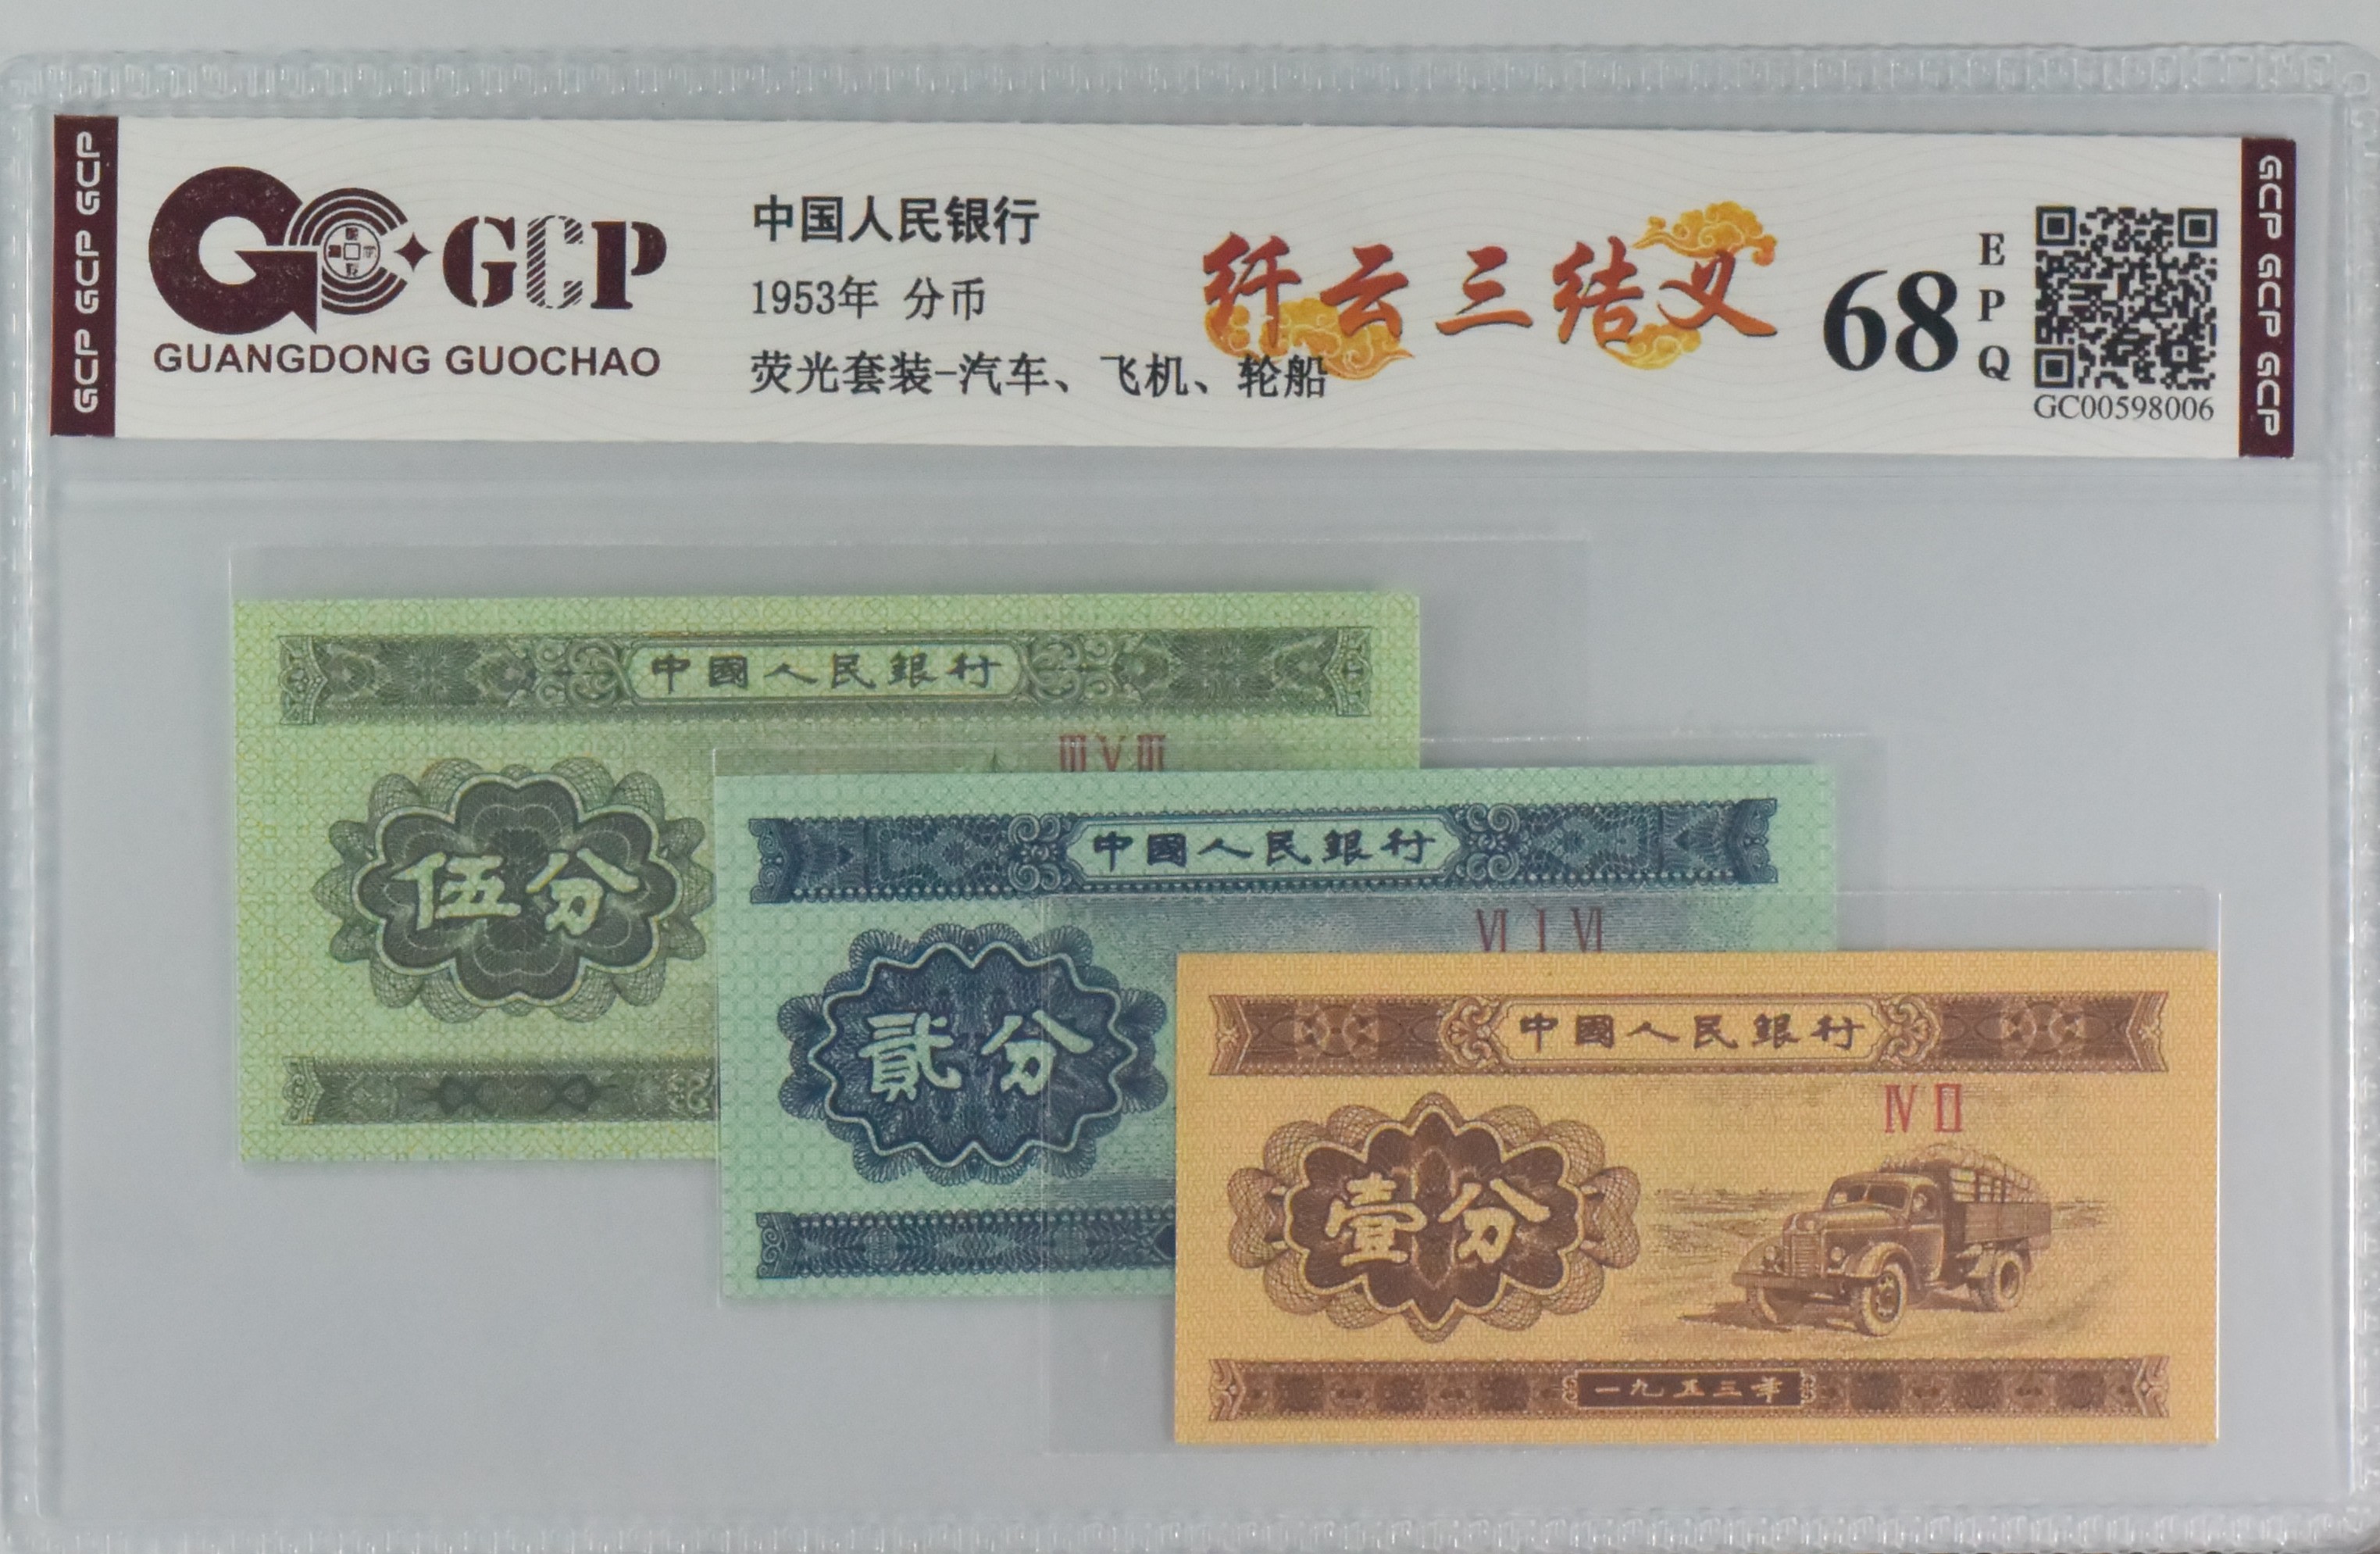 GCP GCP GCP
GCP
GUANGDONG GUOCHAO
中国人民银行
1953年 分币
荧光套装-汽车、飞机、轮船
纤云三结义
68
EPQ
GC00598006
GCP GCP GCP
中國人民銀行
III V III
伍分
中國人民銀行
VI I VI
貳分
中國人民銀行
IV II
壹分
一九五三年